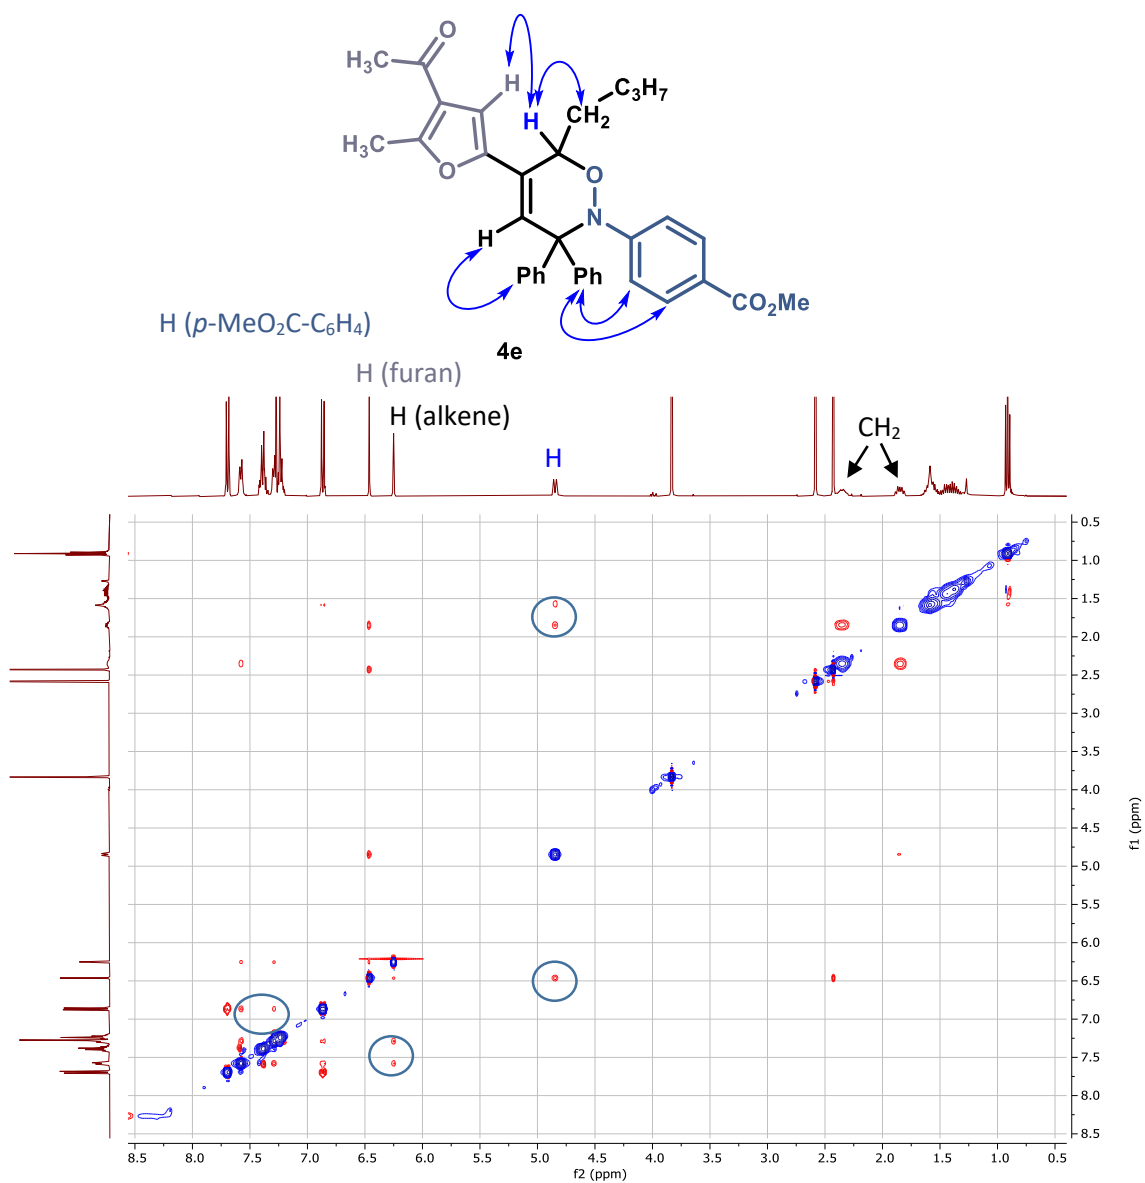 O
H3C
H
C3H7
CH2
H
H3C
O
O
N
H
Ph
Ph
CO2Me
H (p-MeO2C-C6H4)
4e
H (furan)
H (alkene)
H
CH2
0.5
1.0
1.5
2.0
2.5
3.0
3.5
4.0
4.5
5.0
5.5
6.0
6.5
7.0
7.5
8.0
8.5
f1 (ppm)
8.5 8.0 7.5 7.0 6.5 6.0 5.5 5.0 4.5 4.0 3.5 3.0 2.5 2.0 1.5 1.0 0.5
f2 (ppm)